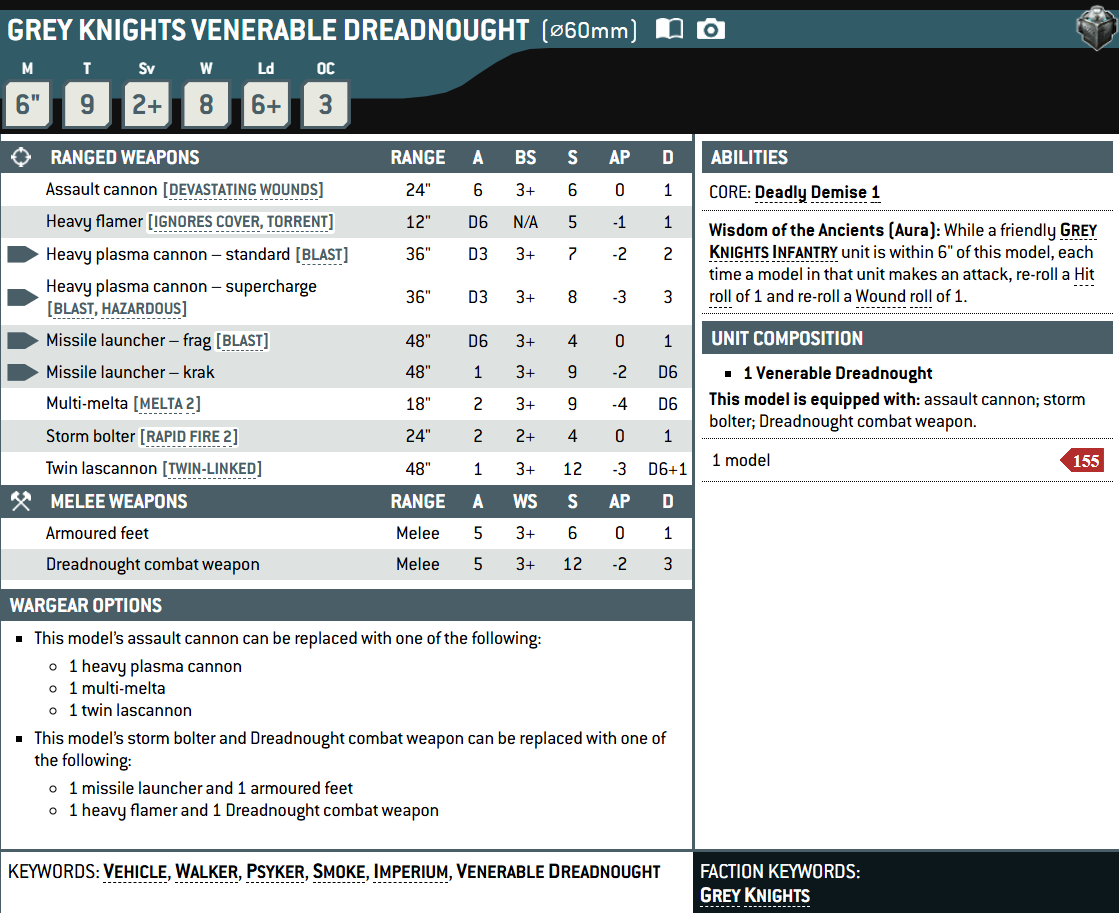 GREY KNIGHTS VENERABLE DREADNOUGHT (⌀60mm)
M T Sv W Ld OC
6" 9 2+ 8 6+ 3
RANGED WEAPONS RANGE A BS S AP D
Assault cannon [DEVASTATING WOUNDS] 24" 6 3+ 6 0 1
Heavy flamer [IGNORES COVER, TORRENT] 12" D6 N/A 5 -1 1
Heavy plasma cannon – standard [BLAST] 36" D3 3+ 7 -2 2
Heavy plasma cannon – supercharge
[BLAST, HAZARDOUS] 36" D3 3+ 8 -3 3
Missile launcher – frag [BLAST] 48" D6 3+ 4 0 1
Missile launcher – krak 48" 1 3+ 9 -2 D6
Multi-melta [MELTA 2] 18" 2 3+ 9 -4 D6
Storm bolter [RAPID FIRE 2] 24" 2 2+ 4 0 1
Twin lascannon [TWIN-LINKED] 48" 1 3+ 12 -3 D6+1
MELEE WEAPONS RANGE A WS S AP D
Armoured feet Melee 5 3+ 6 0 1
Dreadnought combat weapon Melee 5 3+ 12 -2 3
WARGEAR OPTIONS
▪ This model's assault cannon can be replaced with one of the following:
◦ 1 heavy plasma cannon
◦ 1 multi-melta
◦ 1 twin lascannon
▪ This model's storm bolter and Dreadnought combat weapon can be replaced with one of
the following:
◦ 1 missile launcher and 1 armoured feet
◦ 1 heavy flamer and 1 Dreadnought combat weapon
ABILITIES
CORE: Deadly Demise 1
Wisdom of the Ancients (Aura): While a friendly GREY
KNIGHTS INFANTRY unit is within 6" of this model, each
time a model in that unit makes an attack, re-roll a Hit
roll of 1 and re-roll a Wound roll of 1.
UNIT COMPOSITION
▪ 1 Venerable Dreadnought
This model is equipped with: assault cannon; storm
bolter; Dreadnought combat weapon.
1 model 155
KEYWORDS: VEHICLE, WALKER, PSYKER, SMOKE, IMPERIUM, VENERABLE DREADNOUGHT
FACTION KEYWORDS:
GREY KNIGHTS